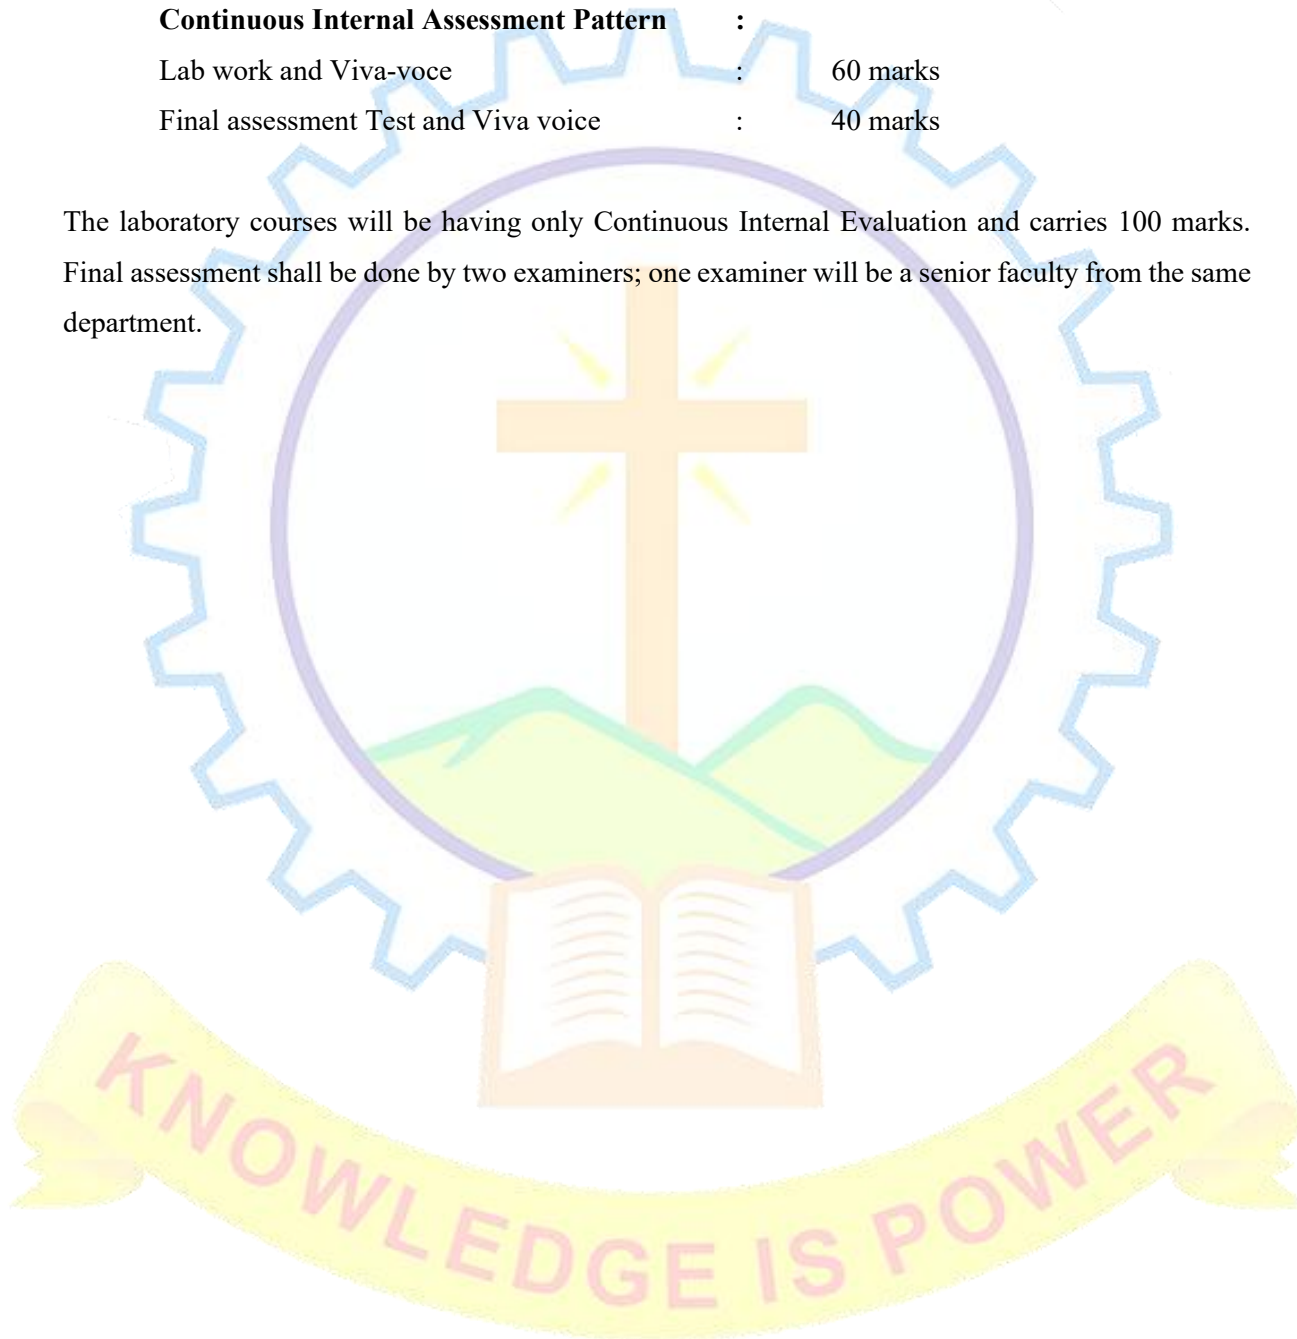 Continuous Internal Assessment Pattern :
Lab work and Viva-voce : 60 marks
Final assessment Test and Viva voice : 40 marks
The laboratory courses will be having only Continuous Internal Evaluation and carries 100 marks.
Final assessment shall be done by two examiners; one examiner will be a senior faculty from the same
department.
KNOWLEDGE IS POWER